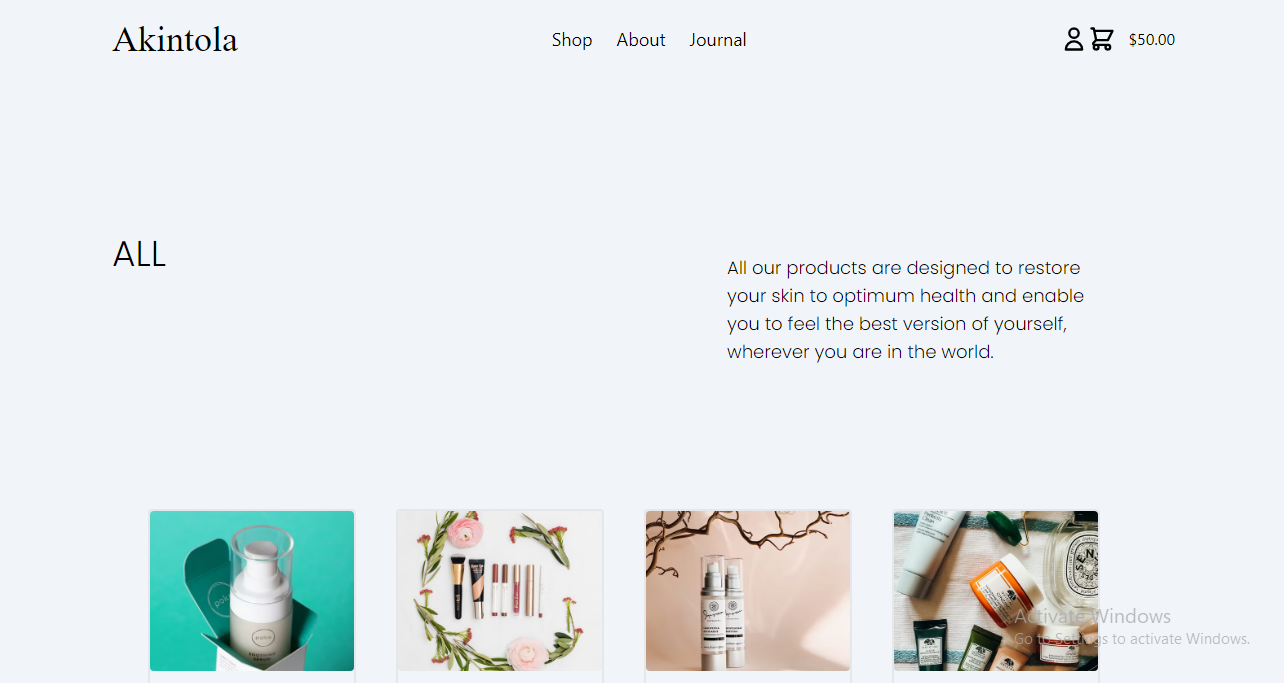 Akintola
Shop About Journal
$50.00
ALL
All our products are designed to restore
your skin to optimum health and enable
you to feel the best version of yourself,
wherever you are in the world.
Activate Windows
Go to Settings to activate Windows.